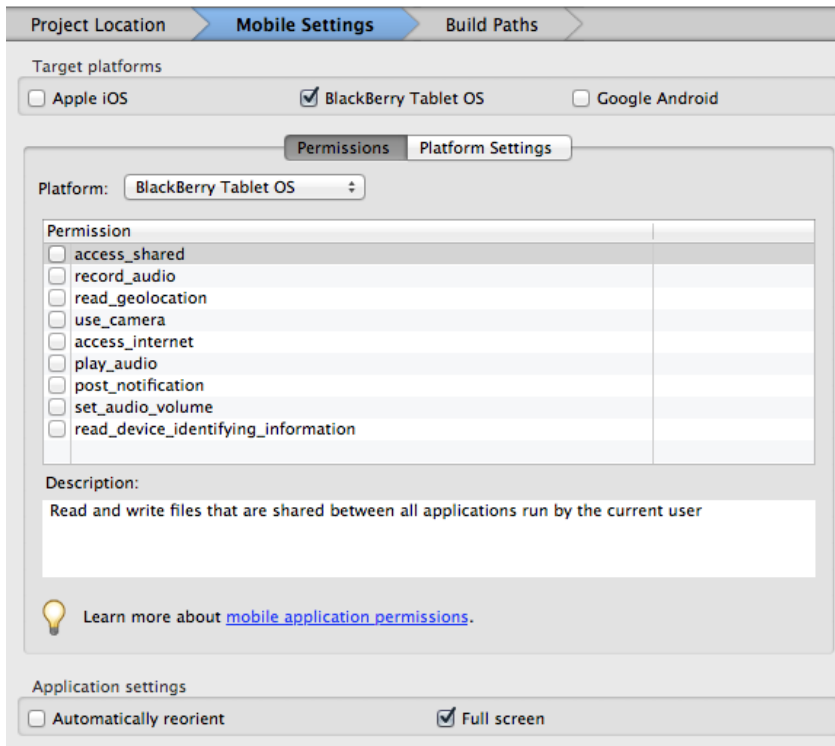 Project Location Mobile Settings Build Paths
Target platforms
Apple iOS BlackBerry Tablet OS Google Android
Permissions Platform Settings
Platform: BlackBerry Tablet OS
Permission
access_shared
record_audio
read_geolocation
use_camera
access_internet
play_audio
post_notification
set_audio_volume
read_device_identifying_information
Description:
Read and write files that are shared between all applications run by the current user
Learn more about mobile application permissions.
Application settings
Automatically reorient Full screen